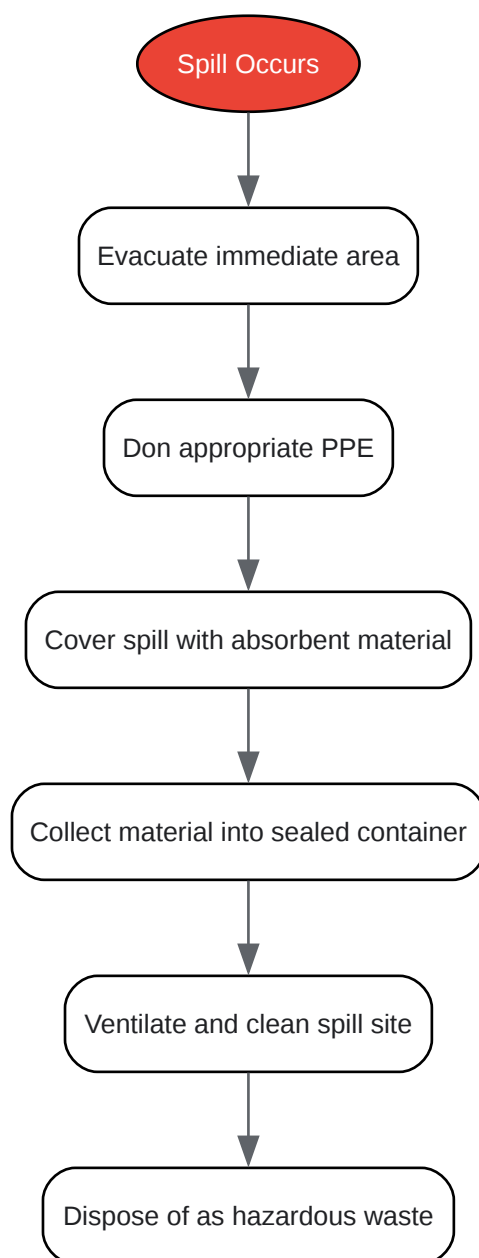 Spill Occurs
Evacuate immediate area
Don appropriate PPE
Cover spill with absorbent material
Collect material into sealed container
Ventilate and clean spill site
Dispose of as hazardous waste